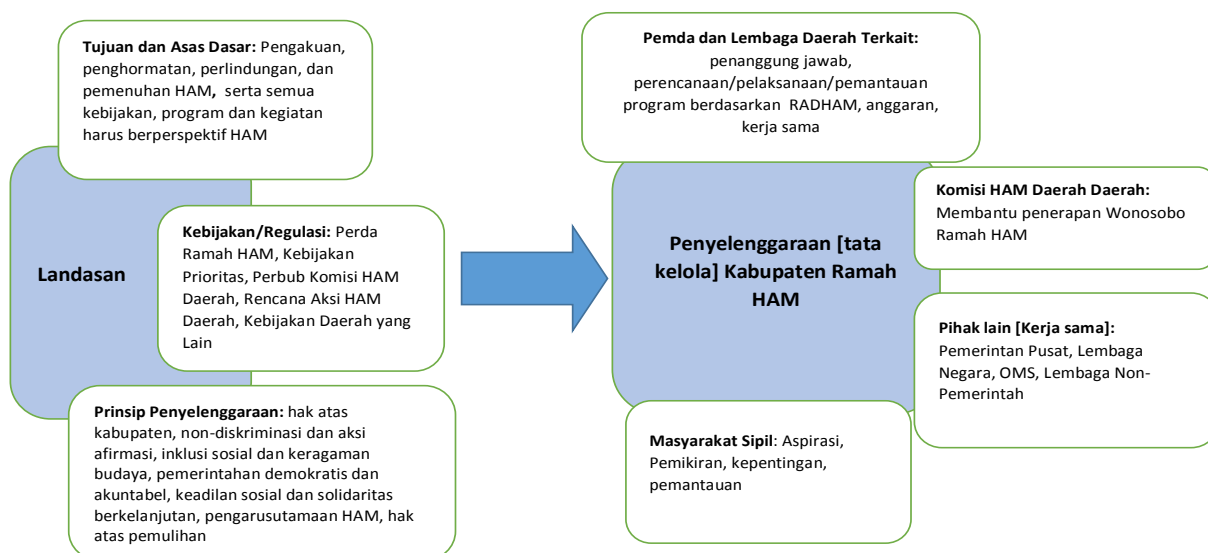 Tujuan dan Asas Dasar: Pengakuan,
penghormatan, perlindungan, dan
pemenuhan HAM, serta semua
kebijakan, program dan kegiatan
harus berperspektif HAM
Landasan
Kebijakan/Regulasi: Perda
Ramah HAM, Kebijakan
Prioritas, Perbub Komisi HAM
Daerah, Rencana Aksi HAM
Daerah, Kebijakan Daerah yang
Lain
Prinsip Penyelenggaraan: hak atas
kabupaten, non-diskriminasi dan aksi
afirmasi, inklusi sosial dan keragaman
budaya, pemerintahan demokratis dan
akuntabel, keadilan sosial dan solidaritas
berkelanjutan, pengarusutamaan HAM, hak
atas pemulihan
Pemda dan Lembaga Daerah Terkait:
penanggung jawab,
perencanaan/pelaksanaan/pemantauan
program berdasarkan RADHAM, anggaran,
kerja sama
Penyelenggaraan [tata
kelola] Kabupaten Ramah
HAM
Komisi HAM Daerah Daerah:
Membantu penerapan Wonosobo
Ramah HAM
Pihak lain [Kerja sama]:
Pemerintan Pusat, Lembaga
Negara, OMS, Lembaga Non-
Pemerintah
Masyarakat Sipil: Aspirasi,
Pemikiran, kepentingan,
pemantauan